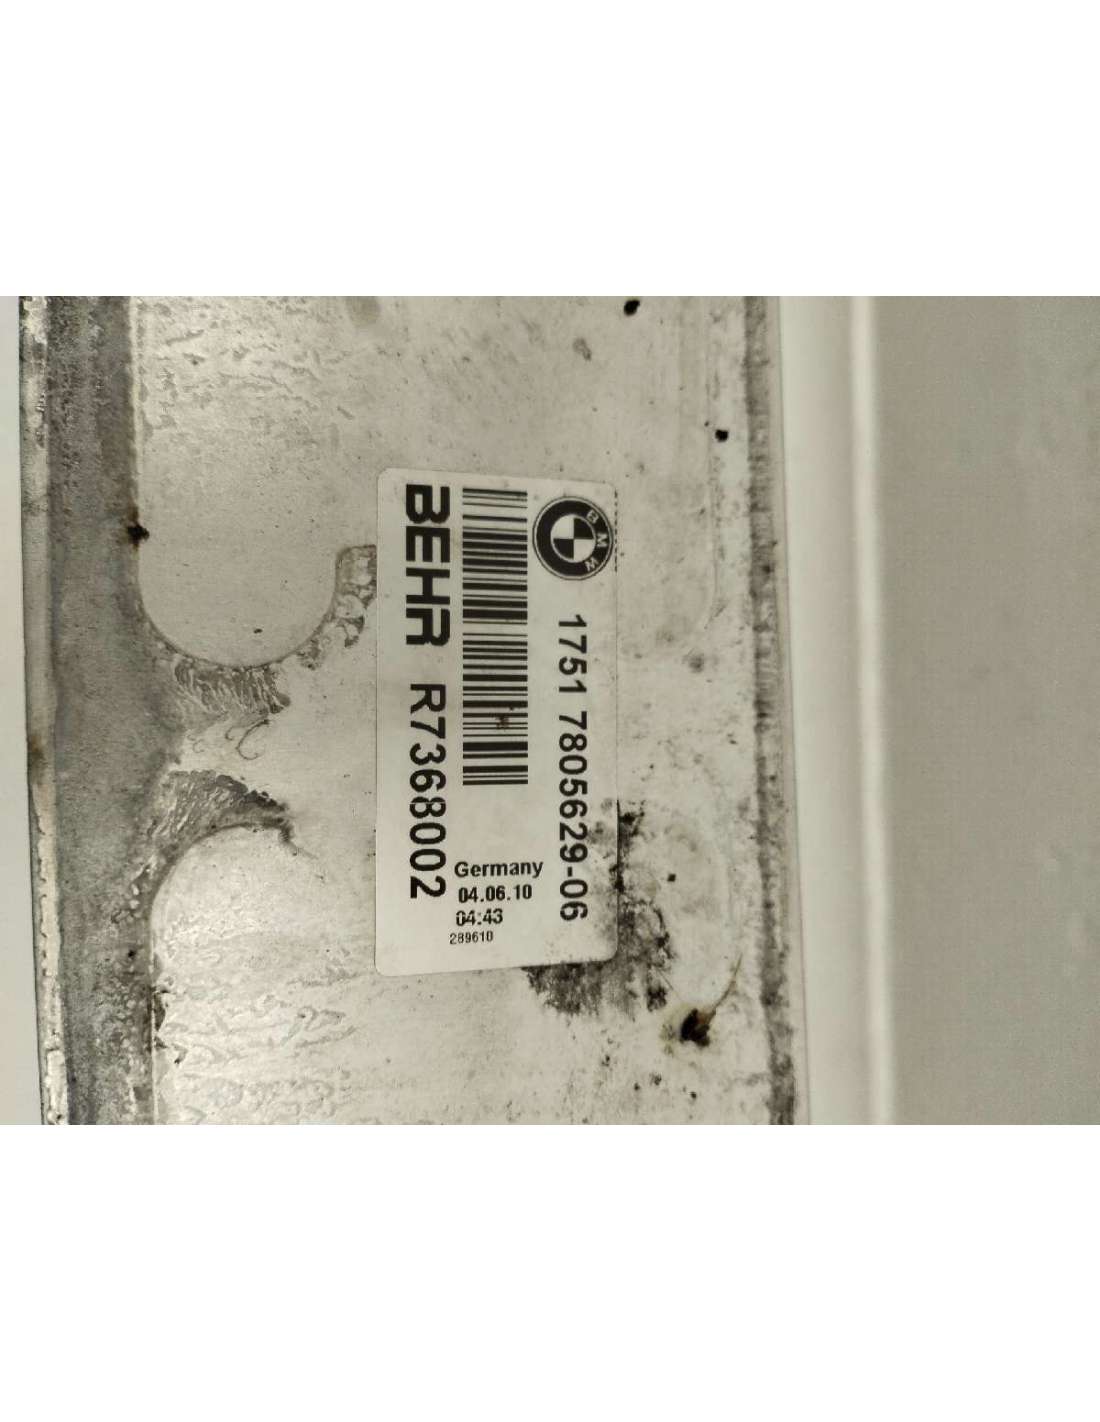 BMW
1751 7805629-06
Germany
04.06.10
04:43
289610
BEHR R7368002